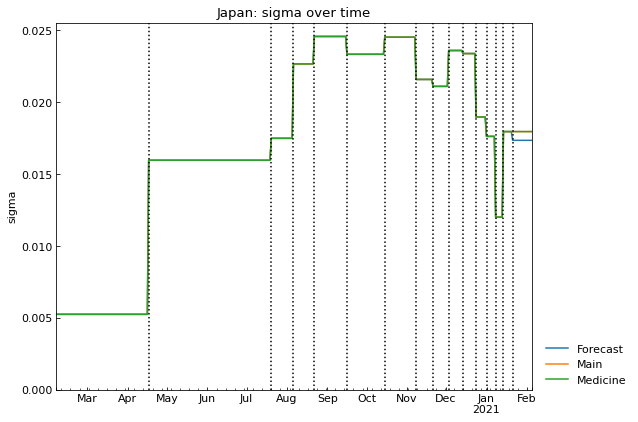 Japan: sigma over time
sigma
0.025
0.020
0.015
0.010
0.005
0.000
Mar Apr May Jun Jul Aug Sep Oct Nov Dec Jan Feb
2021
Forecast
Main
Medicine